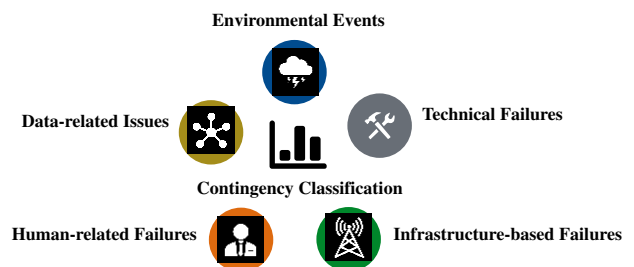 Environmental Events
Data-related Issues
Technical Failures
Contingency Classification
Human-related Failures
Infrastructure-based Failures